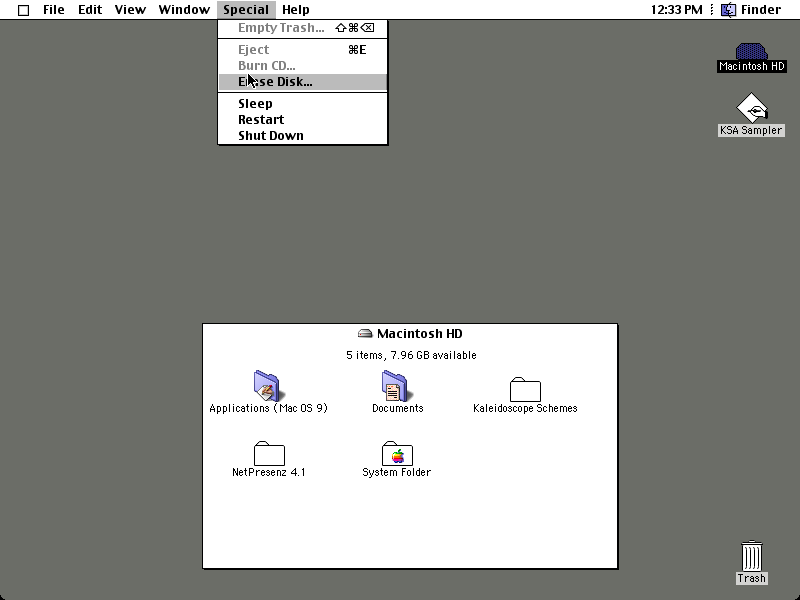 File Edit View Window Special Help 12:33 PM Finder
Empty Trash... ⇧⌘⌫
Eject ⌘E
Burn CD...
Erase Disk...
Sleep
Restart
Shut Down
Macintosh HD
KSA Sampler
Macintosh HD
5 items, 7.96 GB available
Applications (Mac OS 9) Documents Kaleidoscope Schemes
NetPresenz 4.1 System Folder
Trash